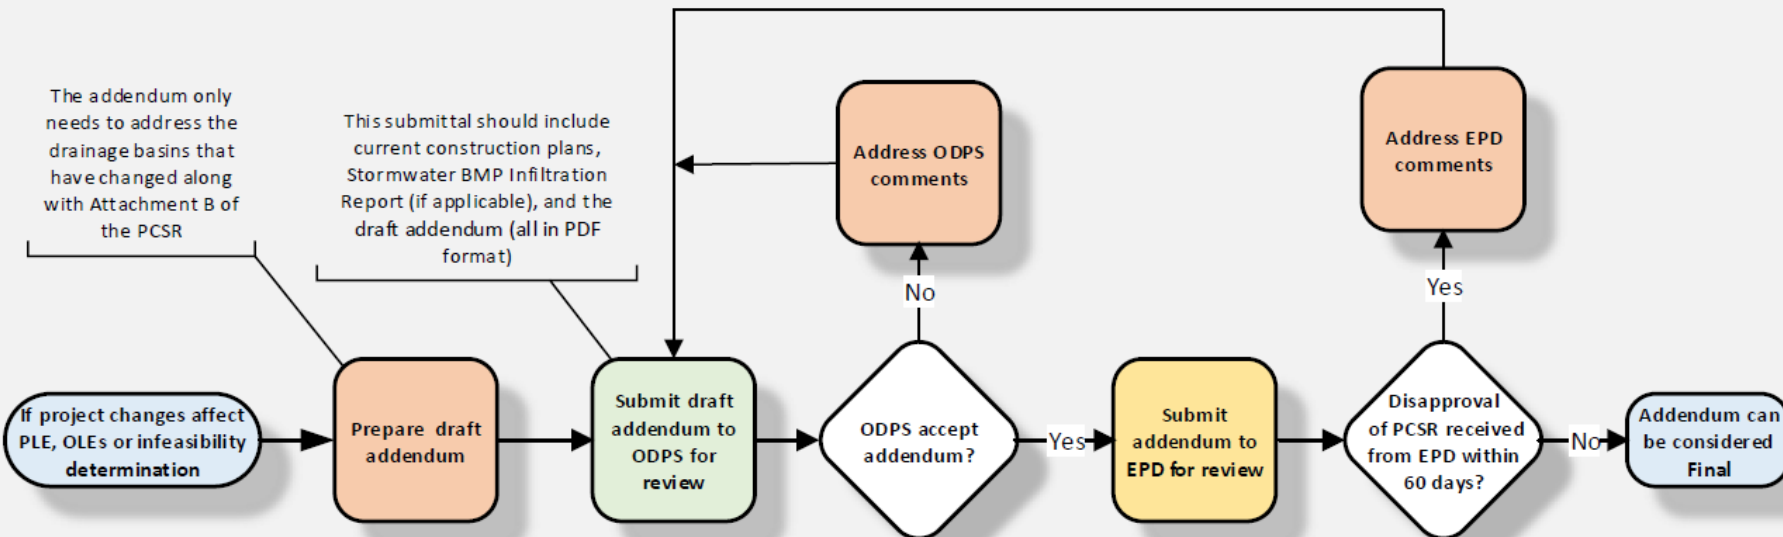 The addendum only
needs to address the
drainage basins that
have changed along
with Attachment B of
the PCSR
This submittal should include
current construction plans,
Stormwater BMP Infiltration
Report (if applicable), and the
draft addendum (all in PDF
format)
Address ODPS
comments
Address EPD
comments
No
Yes
If project changes affect
PLE, OLEs or infeasibility
determination
Prepare draft
addendum
Submit draft
addendum to
ODPS for
review
ODPS accept
addendum?
Yes
Submit
addendum to
EPD for review
Disapproval
of PCSR received
from EPD within
60 days?
No
Addendum can
be considered
Final